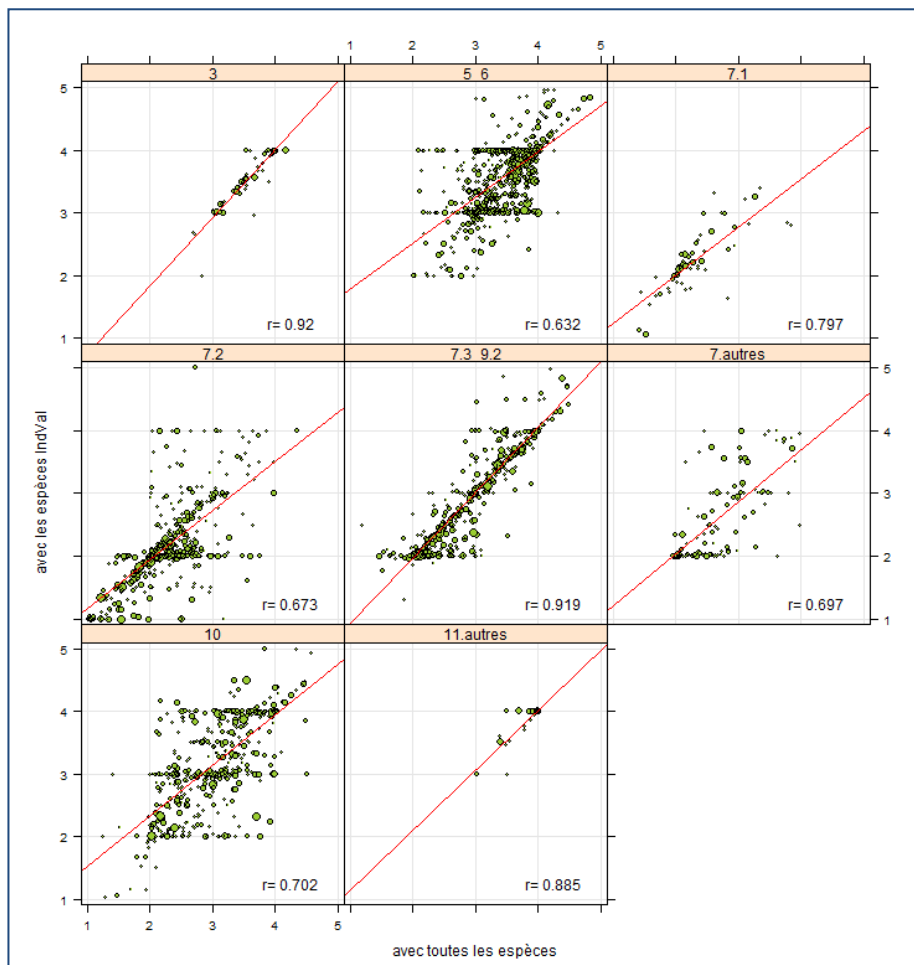 1 2 3 4 5
3 5_6 7.1
5
4
3
2
1
r= 0.92 r= 0.632 r= 0.797
7.2 7.3_9.2 7.autres
5
4
3
2
1
r= 0.673 r= 0.919 r= 0.697
10 11.autres
5
4
3
2
1
r= 0.702 r= 0.885
1 2 3 4 5
avec les espèces IndVal
avec toutes les espèces